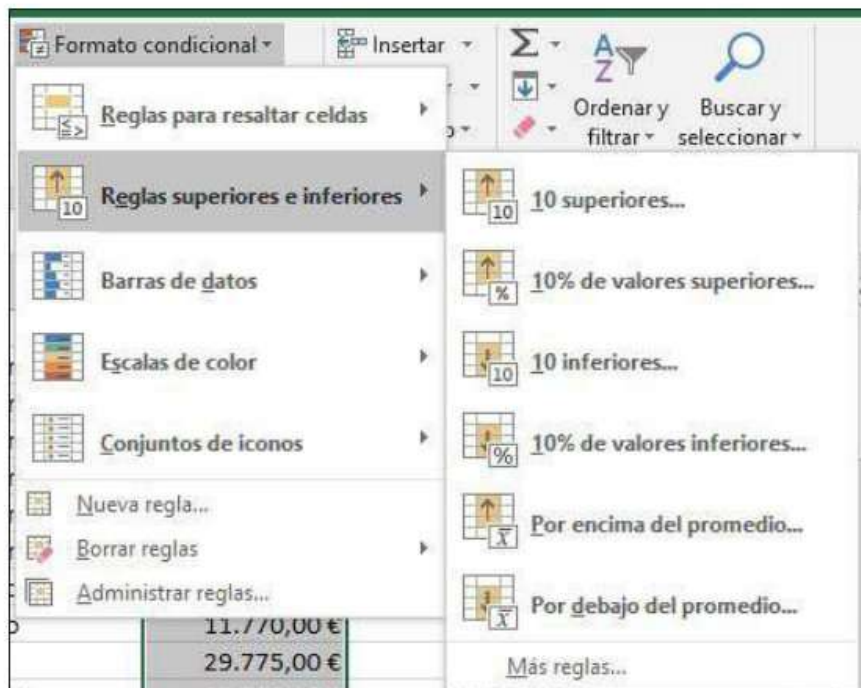 Formato condicional
Insertar
Ordenar y
filtrar
Buscar y
seleccionar
Reglas para resaltar celdas
Reglas superiores e inferiores
Barras de datos
Escalas de color
Conjuntos de iconos
Nueva regla...
Borrar reglas
Administrar reglas...
10 superiores...
10% de valores superiores...
10 inferiores...
10% de valores inferiores...
Por encima del promedio...
Por debajo del promedio...
Más reglas...
11.770,00 €
29.775,00 €